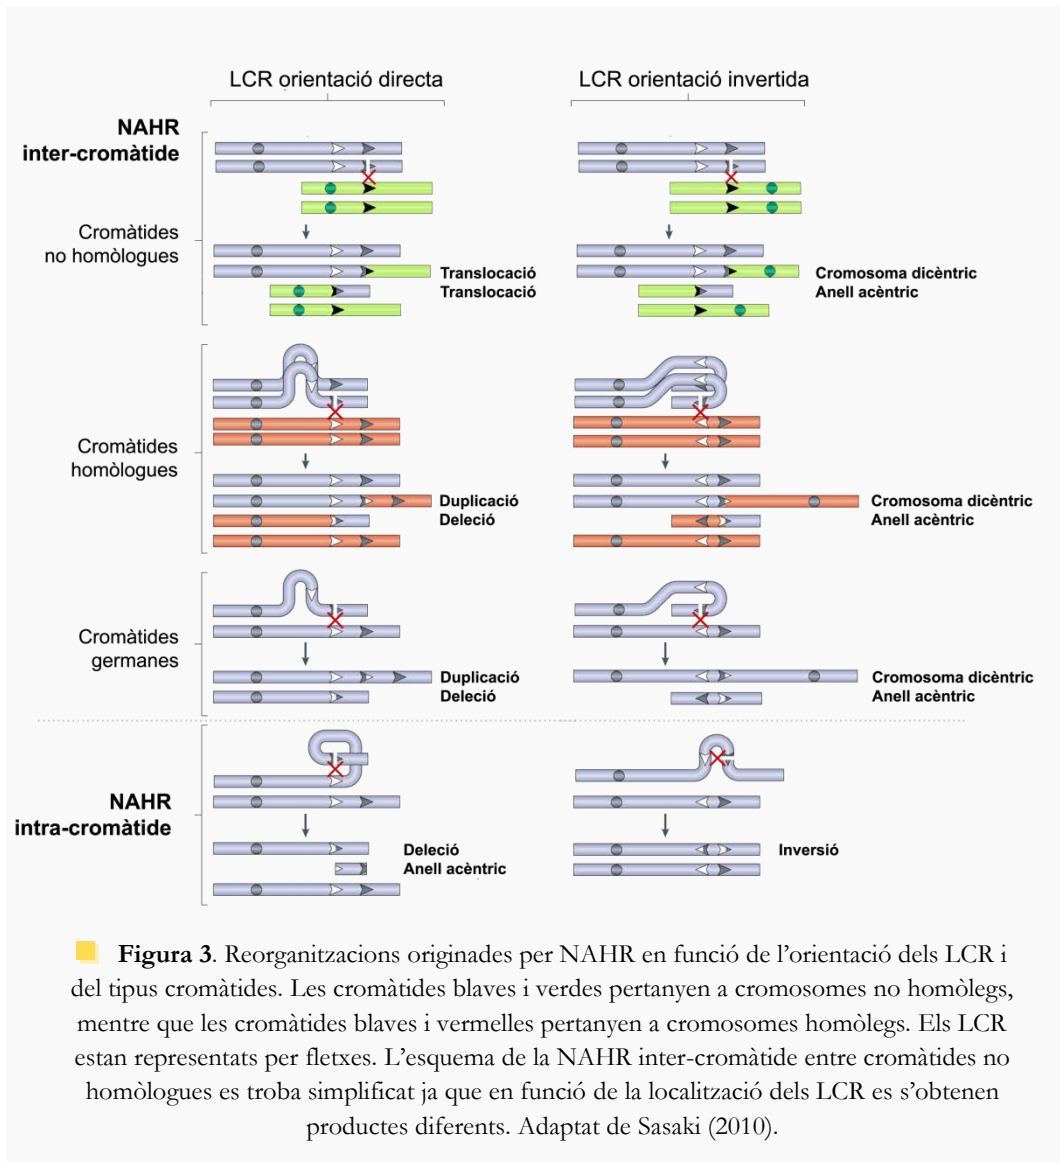 LCR orientació directa
LCR orientació invertida
NAHR
inter-cromàtide
Cromàtides
no homòlogues
Translocació
Translocació
Cromosoma dicèntric
Anell acèntric
Cromàtides
homòlogues
Duplicació
Deleció
Cromosoma dicèntric
Anell acèntric
Cromàtides
germanes
Duplicació
Deleció
Cromosoma dicèntric
Anell acèntric
NAHR
intra-cromàtide
Deleció
Anell acèntric
Inversió
Figura 3. Reorganitzacions originades per NAHR en funció de l’orientació dels LCR i
del tipus cromàtides. Les cromàtides blaves i verdes pertanyen a cromosomes no homòlegs,
mentre que les cromàtides blaves i vermelles pertanyen a cromosomes homòlegs. Els LCR
estan representats per fletxes. L’esquema de la NAHR inter-cromàtide entre cromàtides no
homòlogues es troba simplificat ja que en funció de la localització dels LCR es s’obtenen
productes diferents. Adaptat de Sasaki (2010).